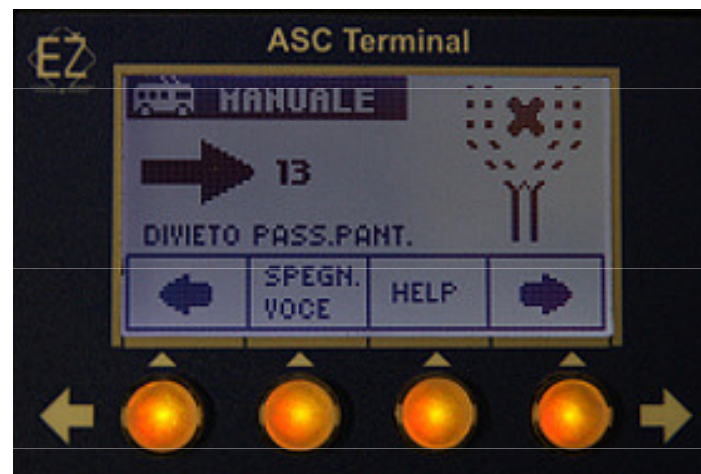 EZ
ASC Terminal
MANUALE
13
DIVIETO PASS.PANT.
SPEGN.
VOCE
HELP